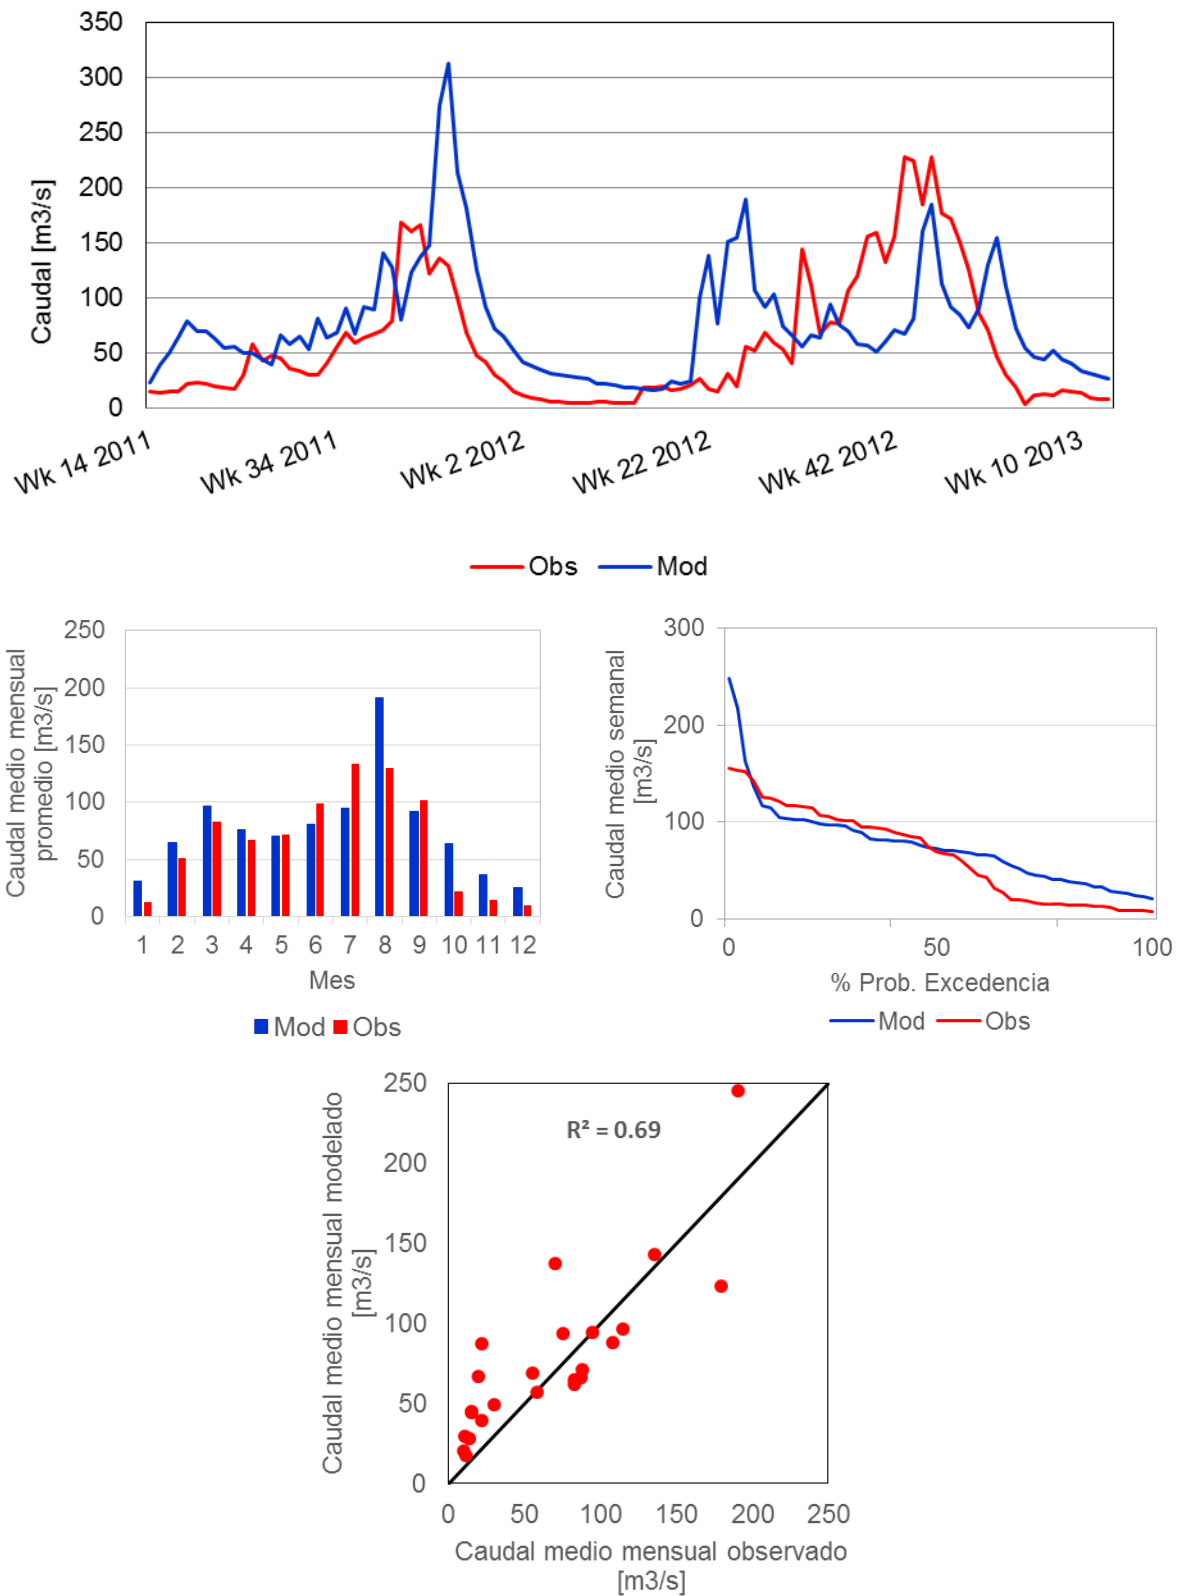 350
300
250
200
150
100
50
0
Caudal [m3/s]
Wk 14 2011
Wk 34 2011
Wk 2 2012
Wk 22 2012
Wk 42 2012
Wk 10 2013
Obs
Mod
Caudal medio mensual
promedio [m3/s]
250
200
150
100
50
0
1 2 3 4 5 6 7 8 9 10 11 12
Mes
Mod Obs
Caudal medio semanal
[m3/s]
300
200
100
0
0 50 100
% Prob. Excedencia
Mod Obs
Caudal medio mensual modelado
[m3/s]
250
200
150
100
50
0
R² = 0.69
0 50 100 150 200 250
Caudal medio mensual observado
[m3/s]